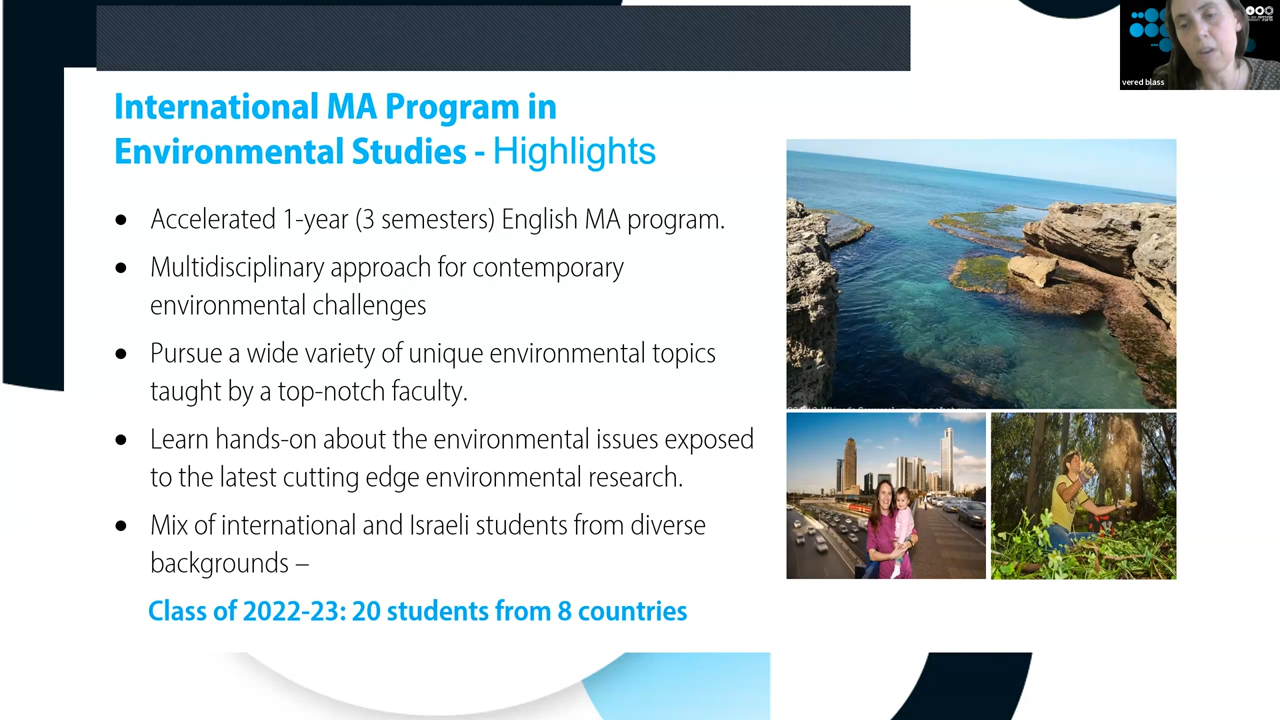 International MA Program in
Environmental Studies - Highlights
• Accelerated 1-year (3 semesters) English MA program.
• Multidisciplinary approach for contemporary
environmental challenges
• Pursue a wide variety of unique environmental topics
taught by a top-notch faculty.
• Learn hands-on about the environmental issues exposed
to the latest cutting edge environmental research.
• Mix of international and Israeli students from diverse
backgrounds –
Class of 2022-23: 20 students from 8 countries
vered blass